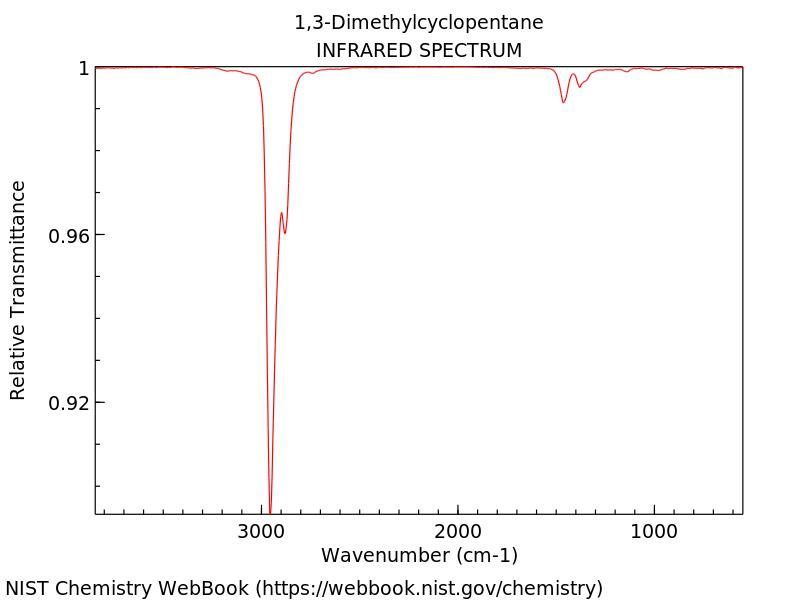 1,3-Dimethylcyclopentane
INFRARED SPECTRUM
1
0.96
0.92
Relative Transmittance
3000 2000 1000
Wavenumber (cm-1)
NIST Chemistry WebBook (https://webbook.nist.gov/chemistry)